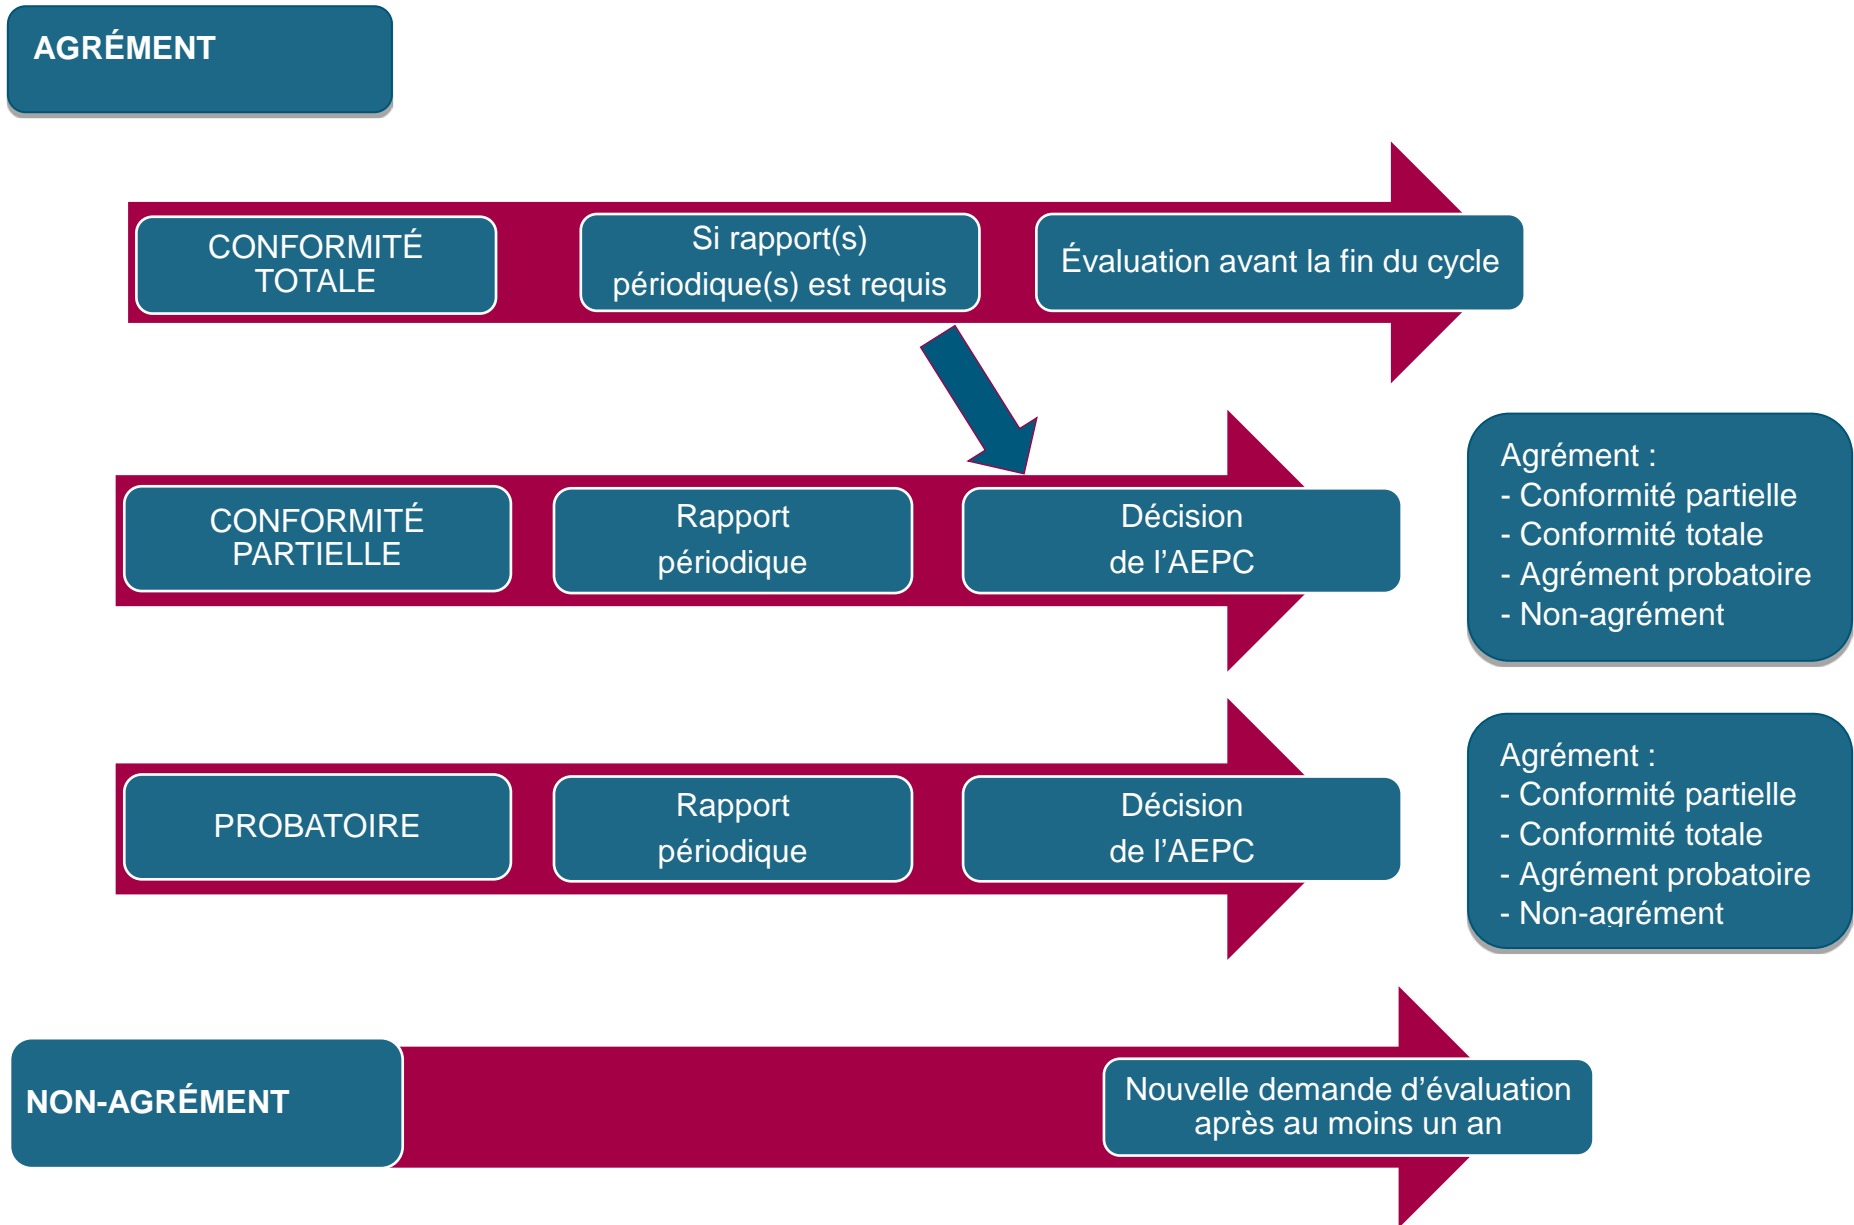 AGRÉMENT
CONFORMITÉ
TOTALE
Si rapport(s)
périodique(s) est requis
Évaluation avant la fin du cycle
CONFORMITÉ
PARTIELLE
Rapport
périodique
Décision
de l’AEPC
Agrément :
- Conformité partielle
- Conformité totale
- Agrément probatoire
- Non-agrément
PROBATOIRE
Rapport
périodique
Décision
de l’AEPC
Agrément :
- Conformité partielle
- Conformité totale
- Agrément probatoire
- Non-agrément
NON-AGRÉMENT
Nouvelle demande d’évaluation
après au moins un an